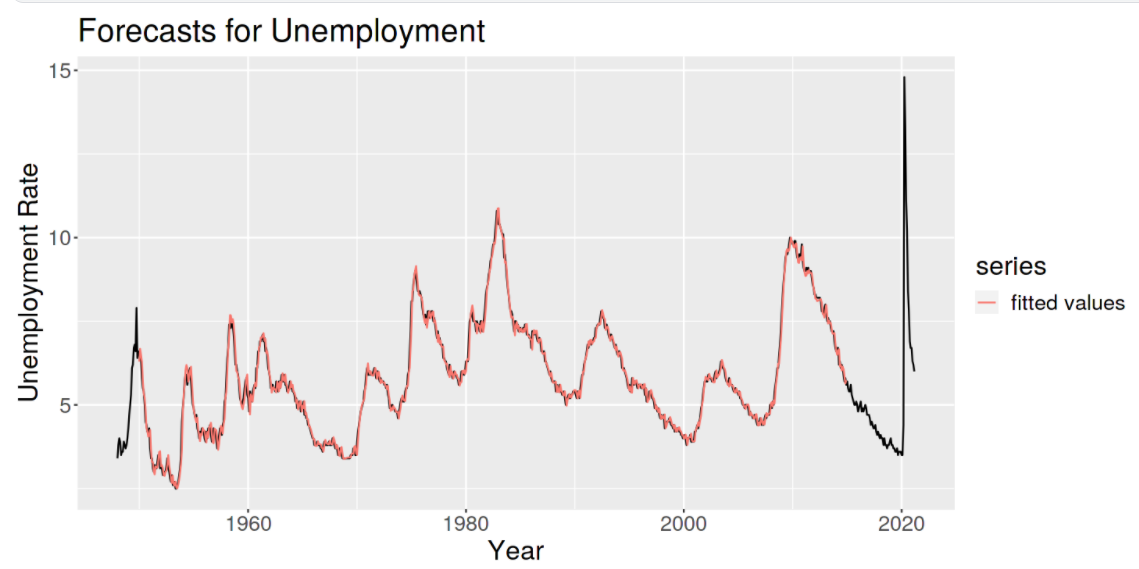 Forecasts for Unemployment
15
10
5
Unemployment Rate
1960
1980
2000
2020
Year
series
fitted values